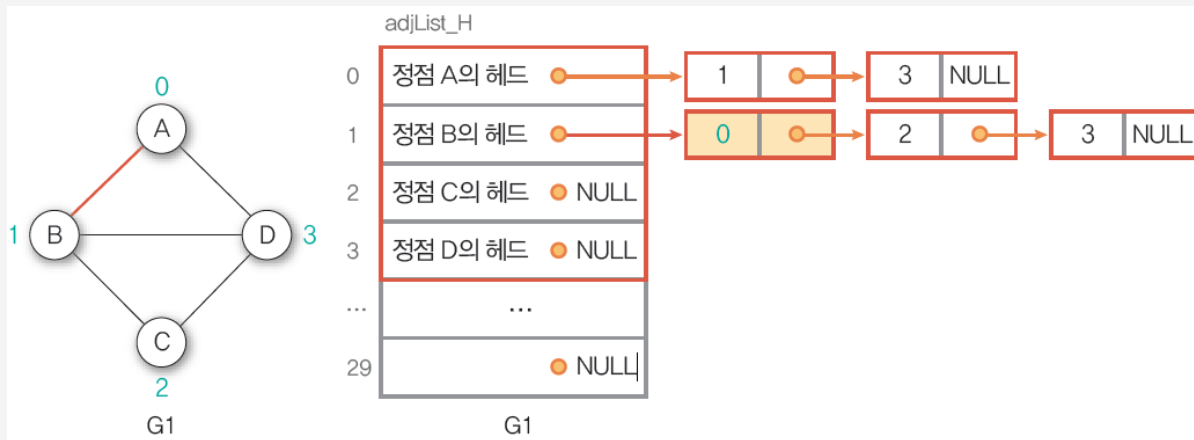 adjList_H
0
A
1
B
D
3
C
2
G1
0 정점 A의 헤드 1 3 NULL
1 정점 B의 헤드 0 2 3 NULL
2 정점 C의 헤드 NULL
3 정점 D의 헤드 NULL
... ...
29 NULL
G1